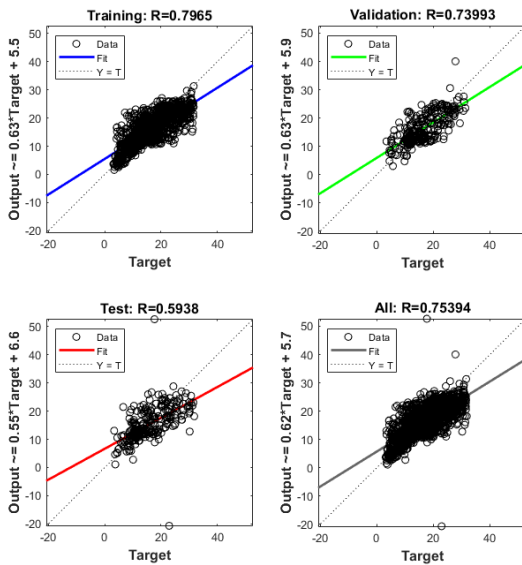 Training: R=0.7965
Output ~= 0.63*Target + 5.5
50
40
30
20
10
0
-10
-20
Data
Fit
Y = T
-20
0
20
40
Target
Validation: R=0.73993
Output ~= 0.63*Target + 5.9
50
40
30
20
10
0
-10
-20
Data
Fit
Y = T
-20
0
20
40
Target
Test: R=0.5938
Output ~= 0.55*Target + 6.6
50
40
30
20
10
0
-10
-20
Data
Fit
Y = T
-20
0
20
40
Target
All: R=0.75394
Output ~= 0.62*Target + 5.7
50
40
30
20
10
0
-10
-20
Data
Fit
Y = T
-20
0
20
40
Target